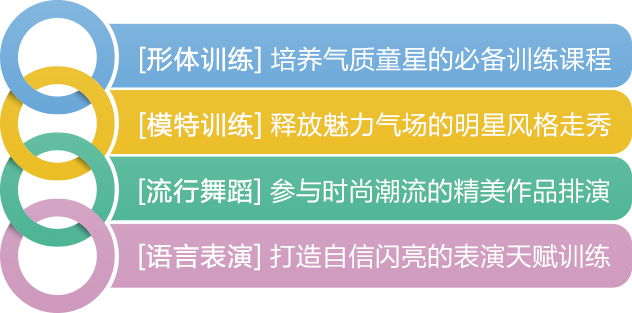 [形体训练] 培养气质童星的必备训练课程
[模特训练] 释放魅力气场的明星风格走秀
[流行舞蹈] 参与时尚潮流的精美作品排演
[语言表演] 打造自信闪亮的表演天赋训练